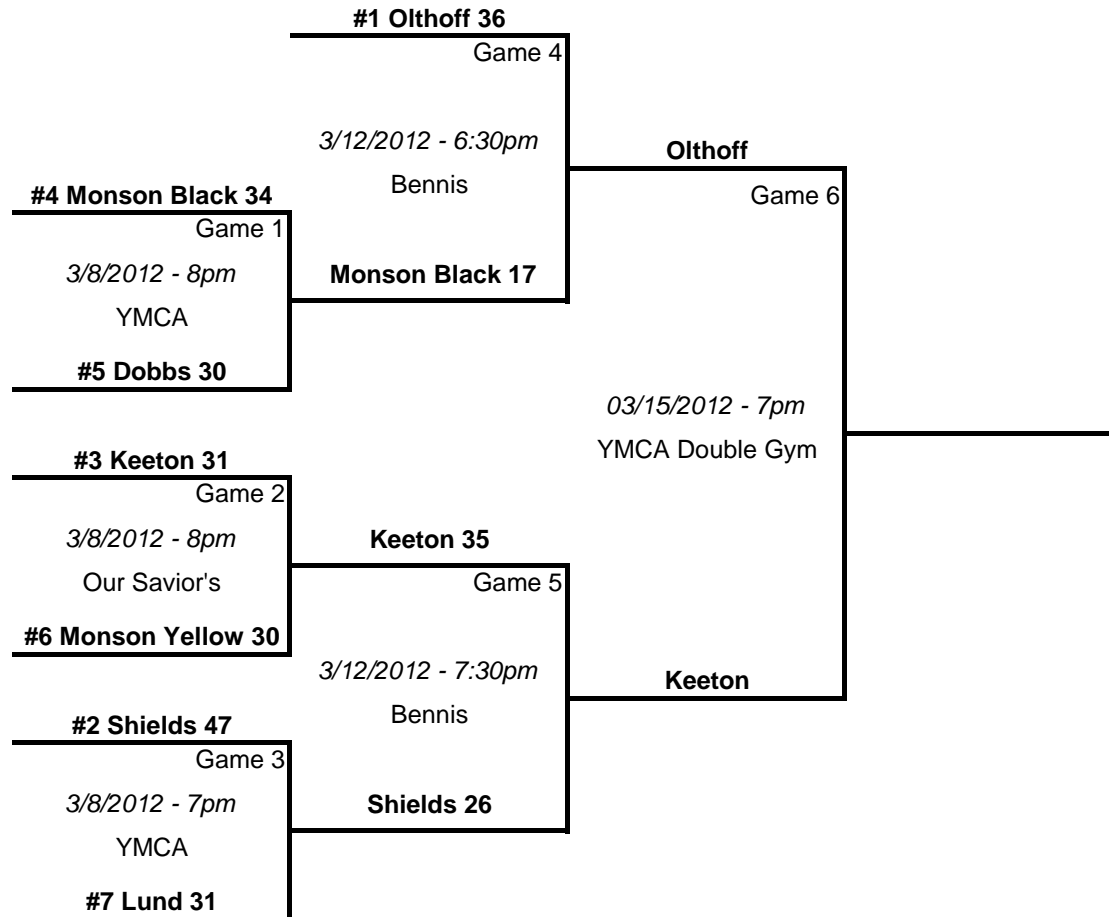 #1 Olthoff 36
Game 4
3/12/2012 - 6:30pm
Bennis
Olthoff
Game 6
#4 Monson Black 34
Game 1
3/8/2012 - 8pm
YMCA
Monson Black 17
#5 Dobbs 30
03/15/2012 - 7pm
YMCA Double Gym
#3 Keeton 31
Game 2
3/8/2012 - 8pm
Our Savior's
Keeton 35
Game 5
#6 Monson Yellow 30
3/12/2012 - 7:30pm
Bennis
Keeton
#2 Shields 47
Game 3
3/8/2012 - 7pm
YMCA
Shields 26
#7 Lund 31